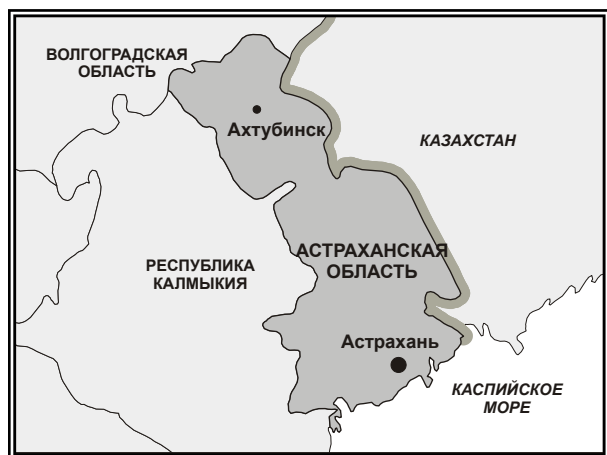 ВОЛГОГРАДСКАЯ
ОБЛАСТЬ
Ахтубинск
КАЗАХСТАН
АСТРАХАНСКАЯ
ОБЛАСТЬ
РЕСПУБЛИКА
КАЛМЫКИЯ
Астрахань
КАСПИЙСКОЕ
МОРЕ